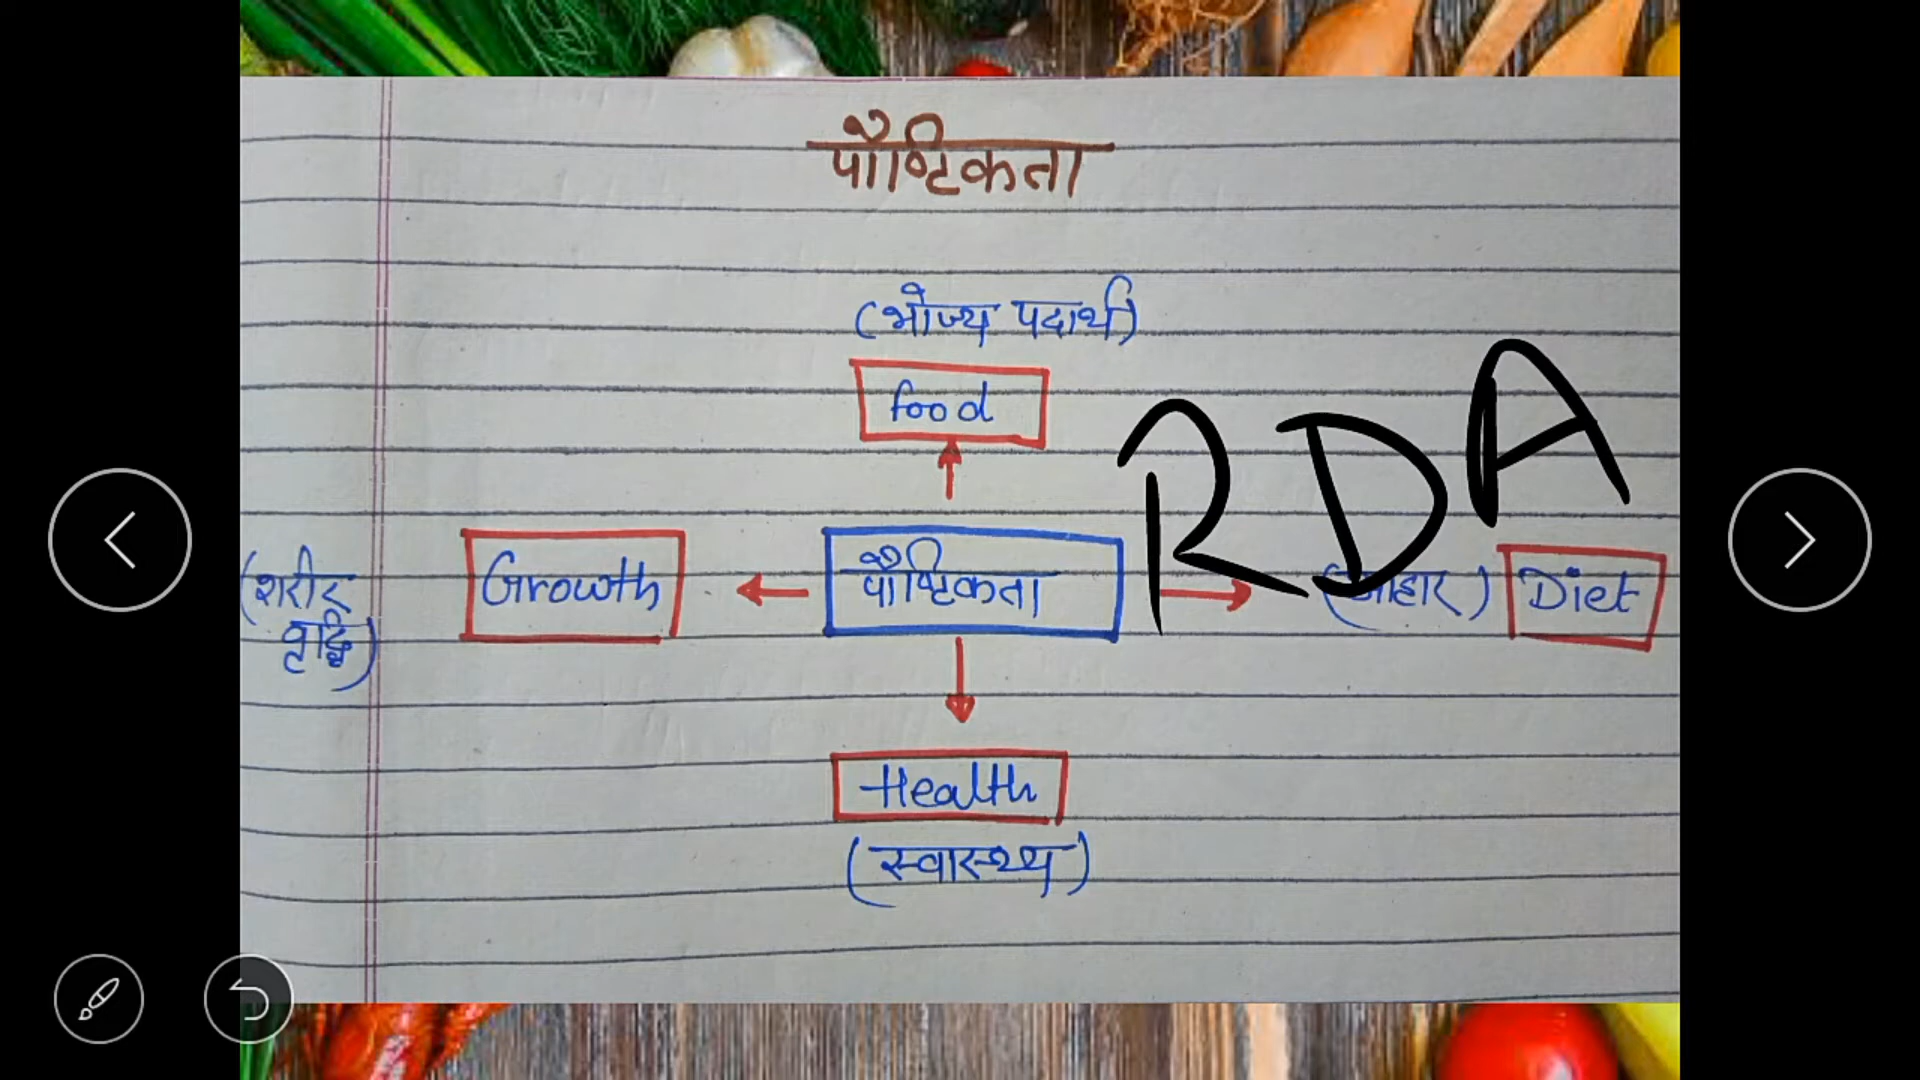 पौष्टिकता
(भोज्य पदार्थ)
food
RDA
(शरीर वृद्धि)
Growth
पौष्टिकता
(आहार)
Diet
Health
(स्वास्थ्य)